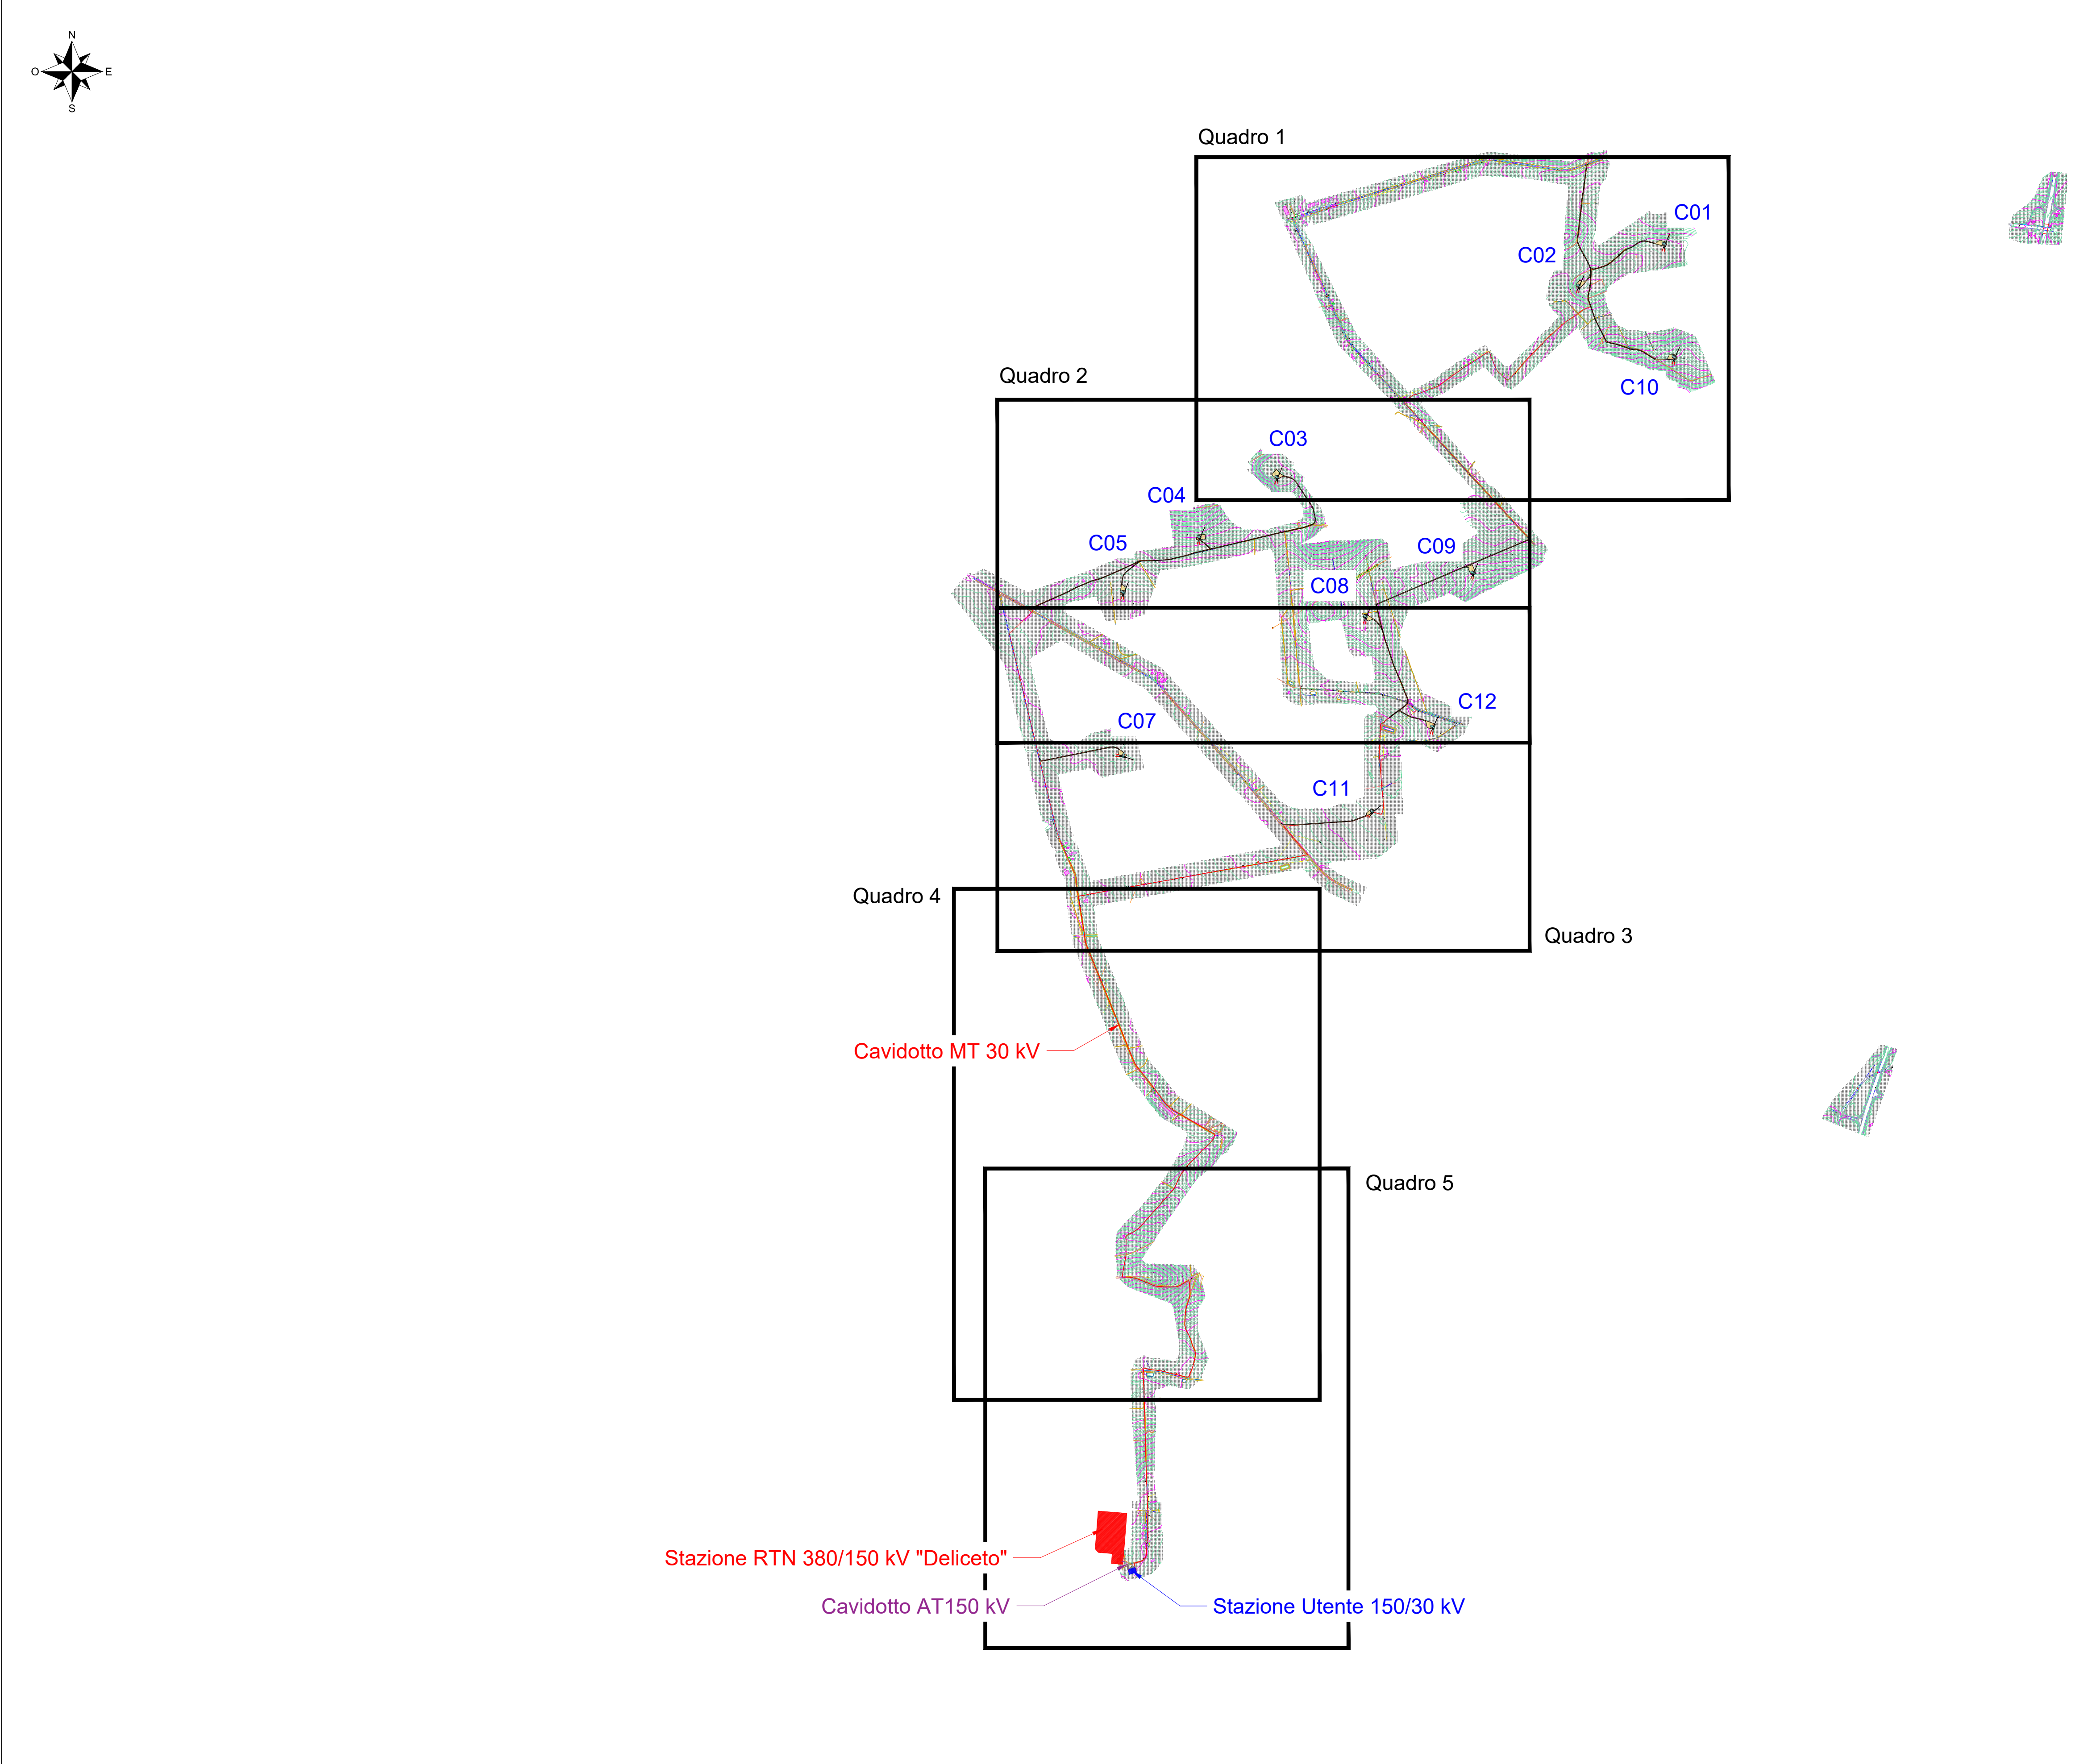 N
O
E
S
Quadro 1
C01
C02
C10
Quadro 2
C03
C04
C05
C09
C08
C12
C07
C11
Quadro 4
Quadro 3
Cavidotto MT 30 kV
Quadro 5
Stazione RTN 380/150 kV "Deliceto"
Cavidotto AT150 kV
Stazione Utente 150/30 kV